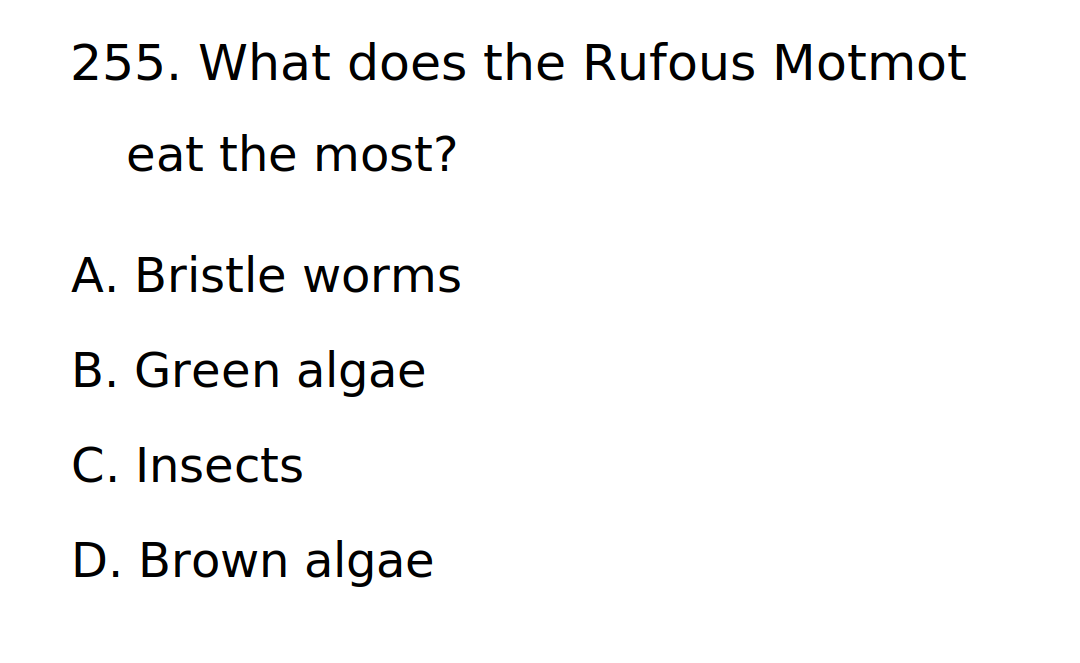 255. What does the Rufous Motmot
eat the most?
A. Bristle worms
B. Green algae
C. Insects
D. Brown algae